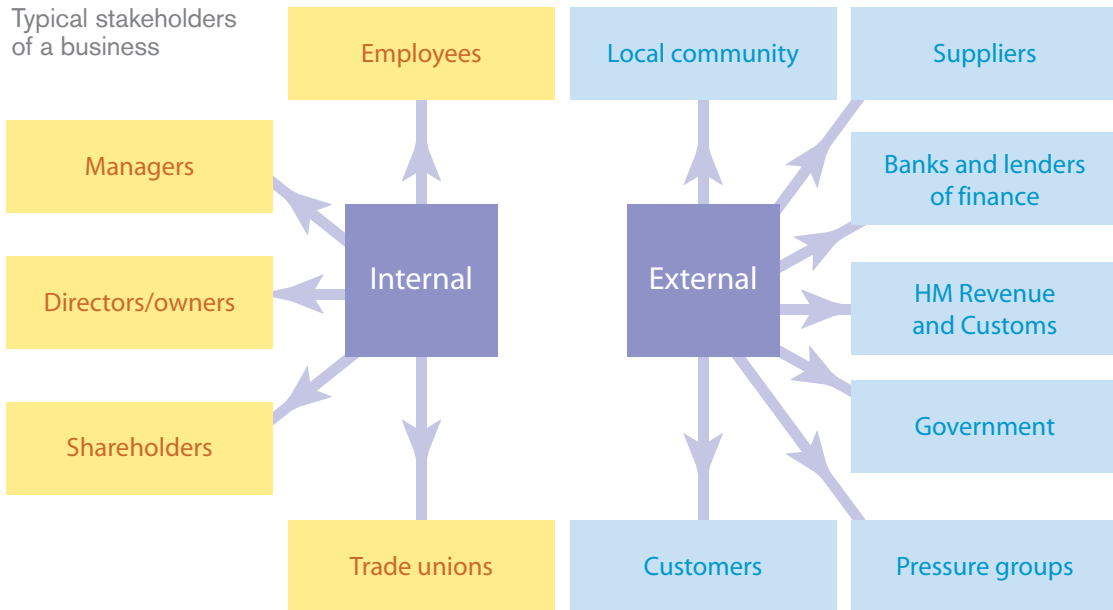 Typical stakeholders
of a business
Employees
Managers
Directors/owners
Shareholders
Trade unions
Internal
External
Local community
Suppliers
Banks and lenders
of finance
HM Revenue
and Customs
Government
Pressure groups
Customers